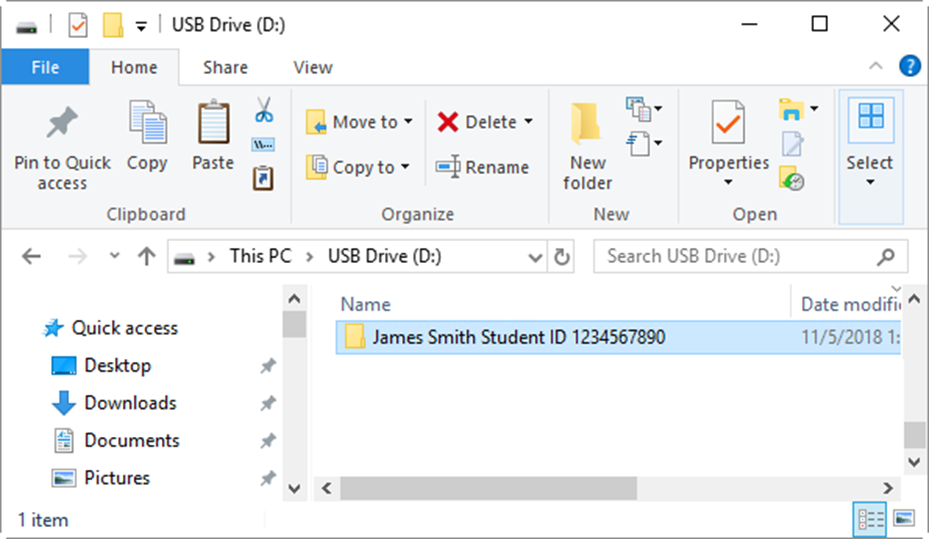 USB Drive (D:)
File Home Share View
Pin to Quick access
Copy
Paste
Clipboard
Move to
Copy to
Delete
Rename
Organize
New folder
New
Properties
Open
Select
This PC > USB Drive (D:)
Search USB Drive (D:)
Quick access
Desktop
Downloads
Documents
Pictures
Name Date modifi
James Smith Student ID 1234567890 11/5/2018 1:
1 item